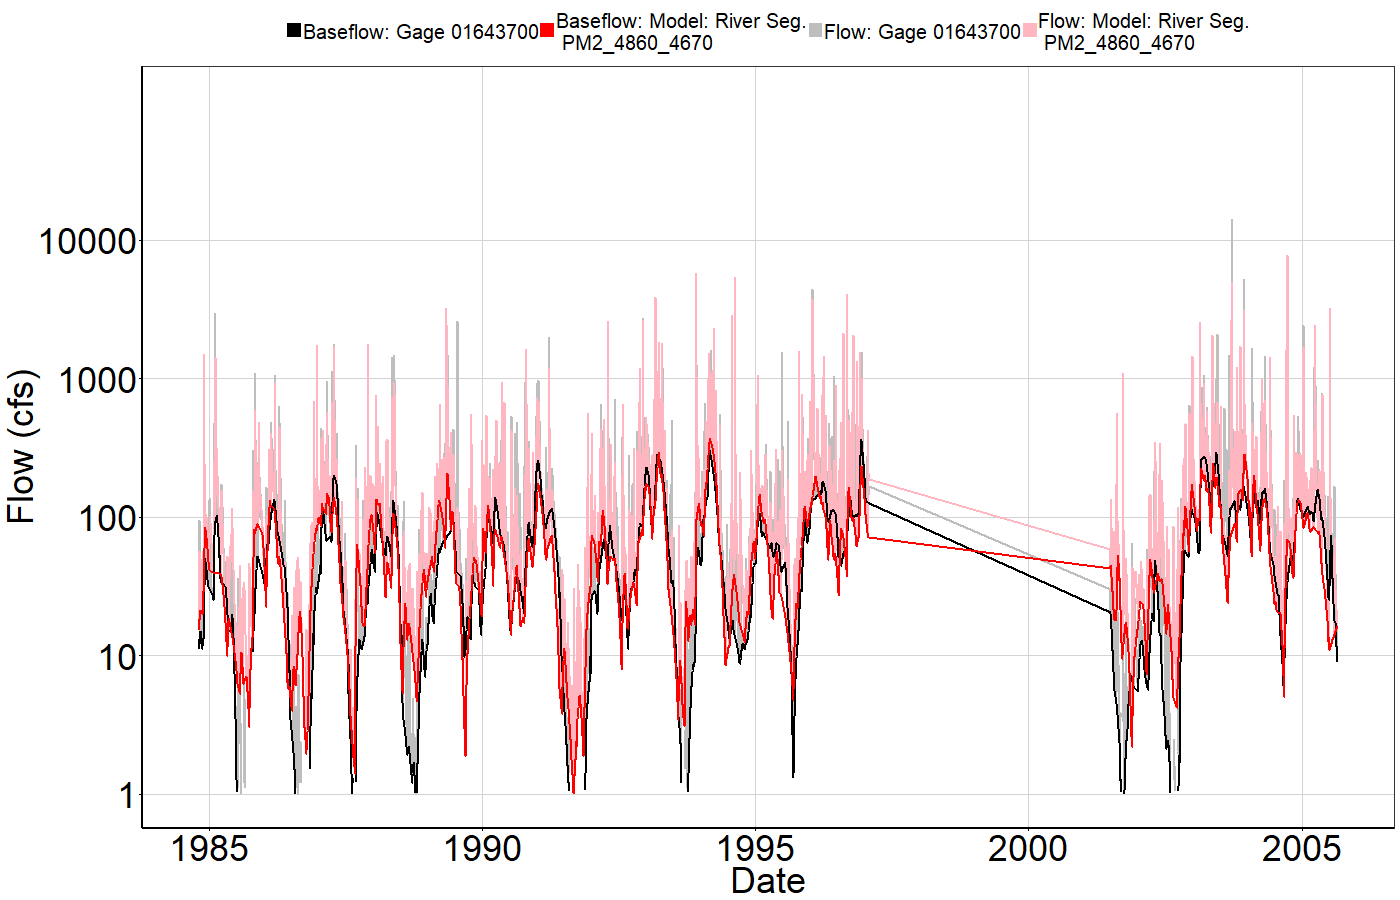 Baseflow: Gage 01643700 Baseflow: Model: River Seg. Flow: Gage 01643700 Flow: Model: River Seg.
PM2_4860_4670 PM2_4860_4670
10000
1000
100
10
1
Flow (cfs)
1985 1990 1995 2000 2005
Date